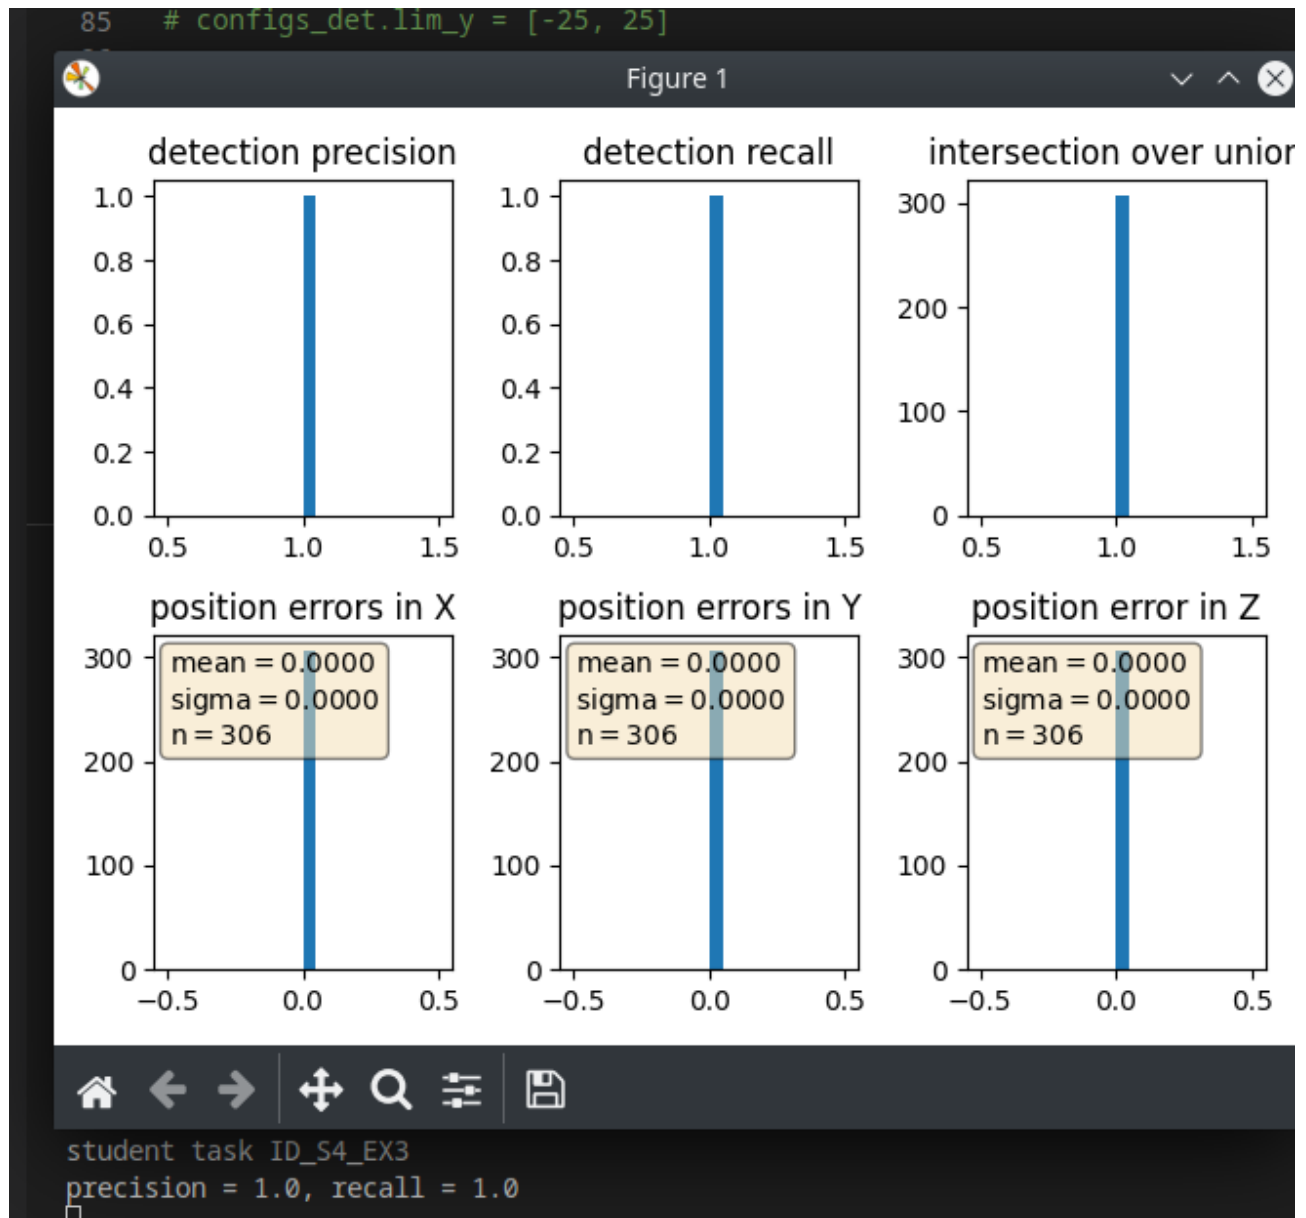 85 # configs_det.lim_y = [-25, 25]
Figure 1
detection precision
1.0
0.8
0.6
0.4
0.2
0.0
0.5 1.0 1.5
detection recall
1.0
0.8
0.6
0.4
0.2
0.0
0.5 1.0 1.5
intersection over union
300
200
100
0
0.5 1.0 1.5
position errors in X
mean = 0.0000
sigma = 0.0000
n = 306
300
200
100
0
−0.5 0.0 0.5
position errors in Y
mean = 0.0000
sigma = 0.0000
n = 306
300
200
100
0
−0.5 0.0 0.5
position error in Z
mean = 0.0000
sigma = 0.0000
n = 306
300
200
100
0
−0.5 0.0 0.5
student task ID_S4_EX3
precision = 1.0, recall = 1.0